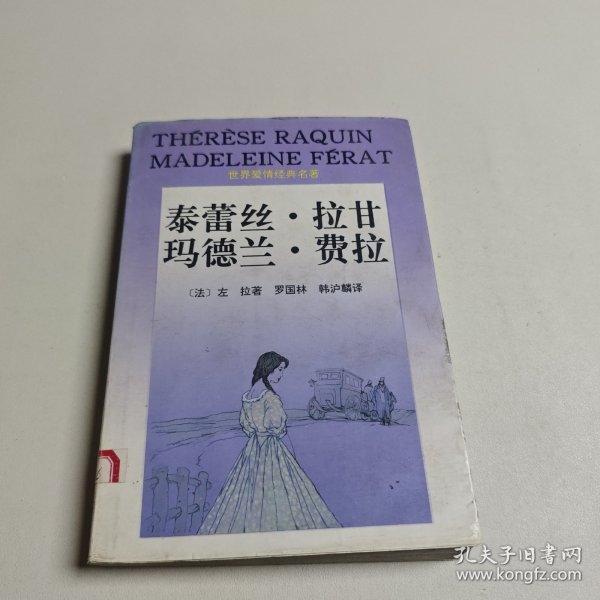 THÉRÈSE RAQUIN
MADELEINE FÉRAT
世界爱情经典名著
泰蕾丝·拉甘
玛德兰·费拉
〔法〕左 拉著 罗国林 韩沪麟译
孔夫子旧书网
www.kongfz.com